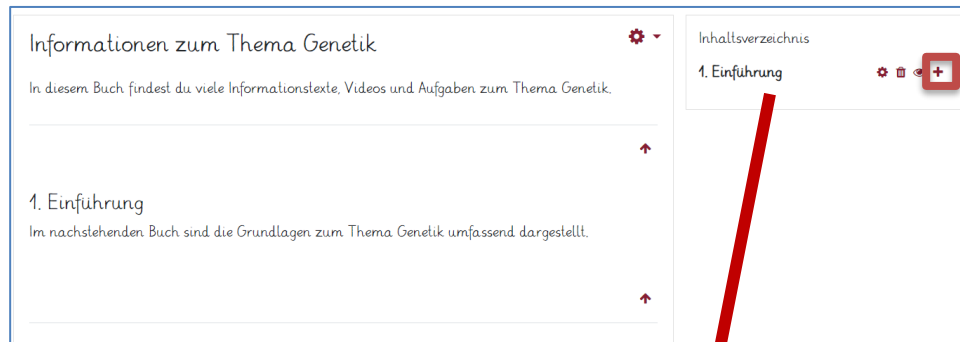 Informationen zum Thema Genetik
In diesem Buch findest du viele Informationstexte, Videos und Aufgaben zum Thema Genetik.
1. Einführung
Im nachstehenden Buch sind die Grundlagen zum Thema Genetik umfassend dargestellt.
Inhaltsverzeichnis
1. Einführung